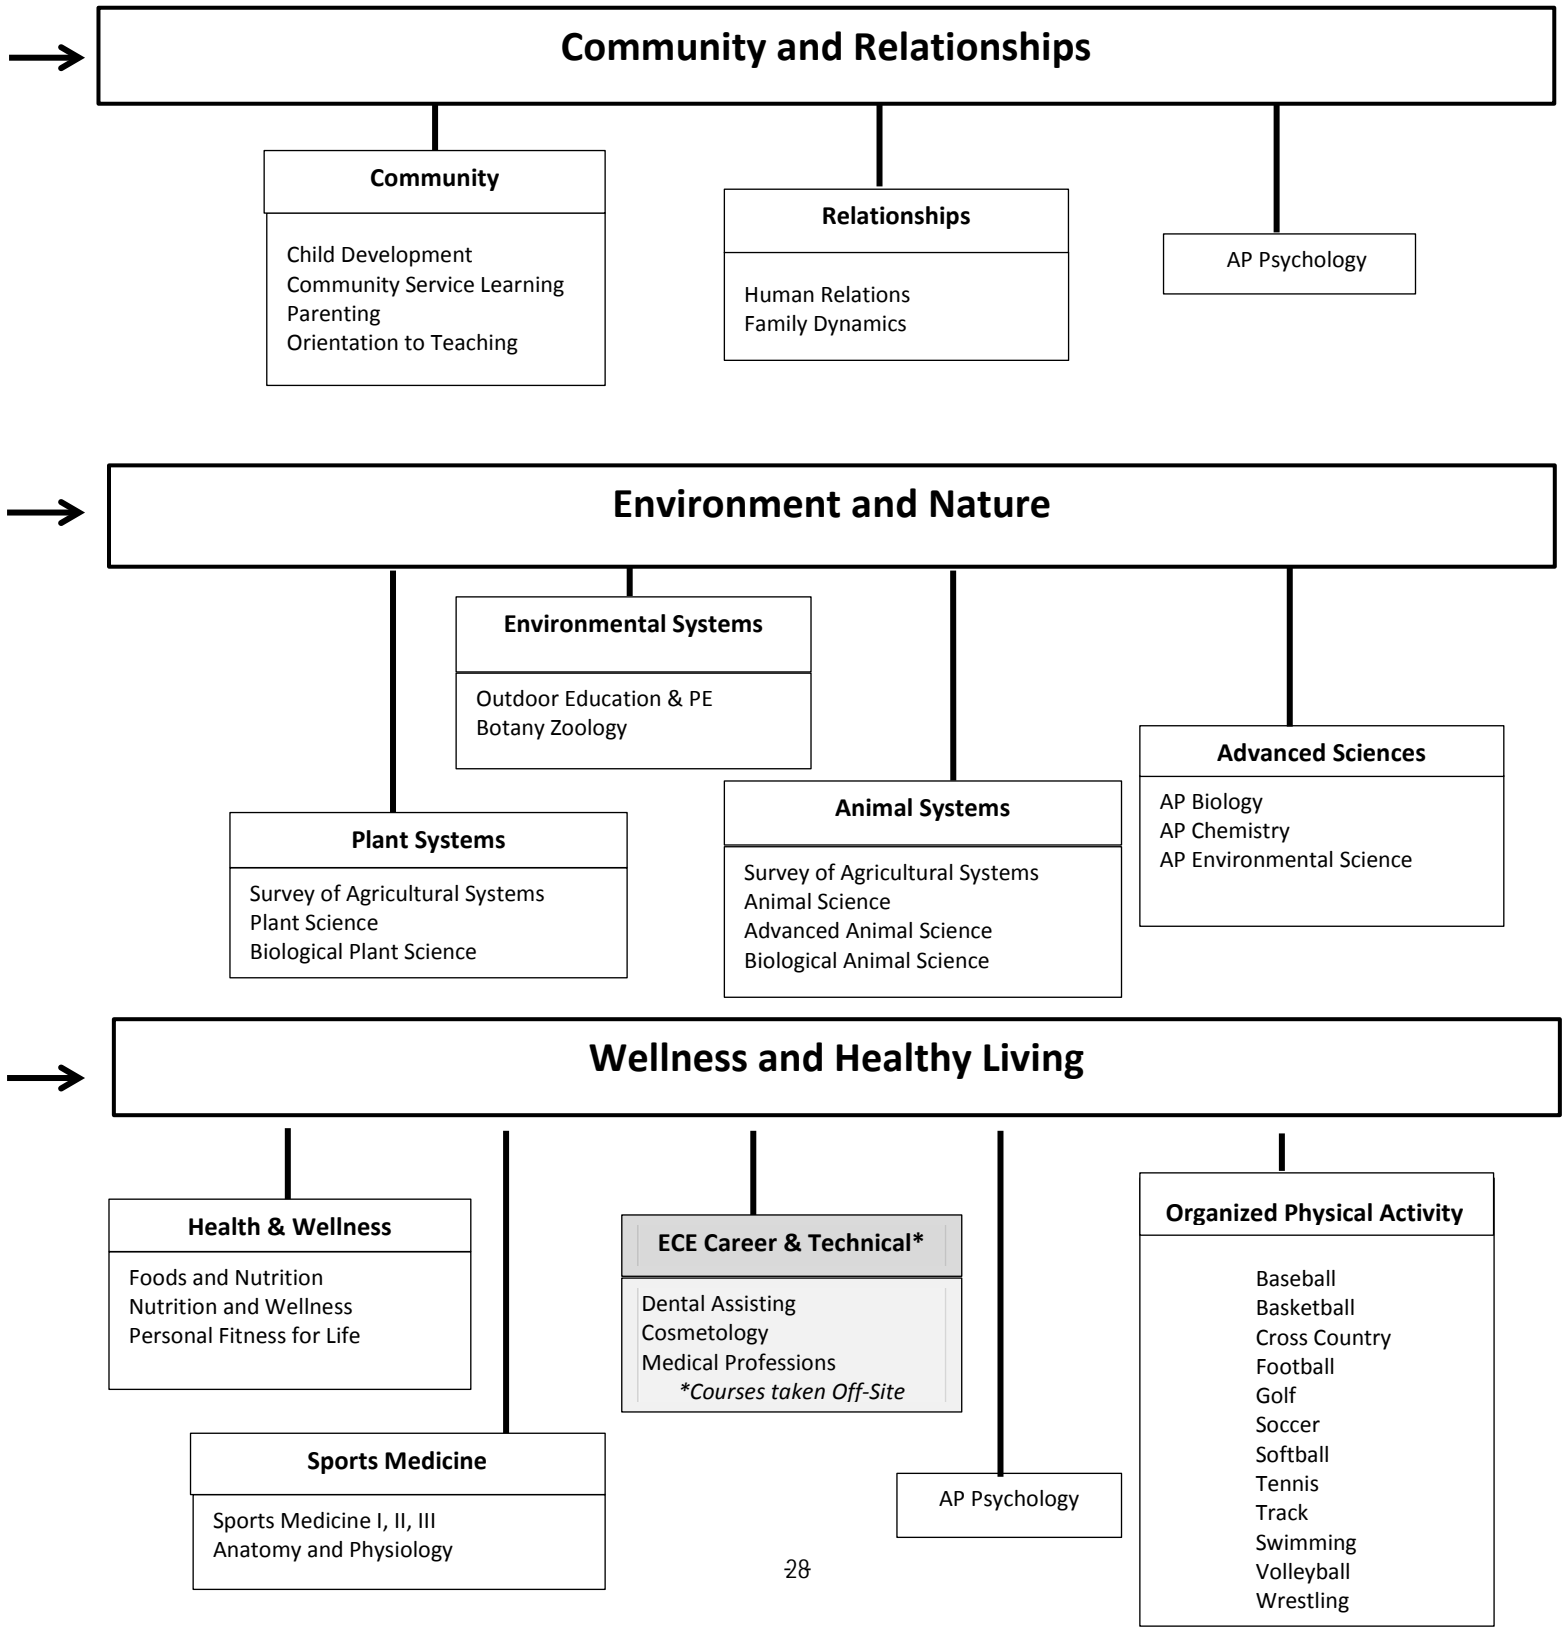 Community and Relationships
Community
Child Development
Community Service Learning
Parenting
Orientation to Teaching
Relationships
Human Relations
Family Dynamics
AP Psychology
Environment and Nature
Environmental Systems
Outdoor Education & PE
Botany Zoology
Plant Systems
Survey of Agricultural Systems
Plant Science
Biological Plant Science
Animal Systems
Survey of Agricultural Systems
Animal Science
Advanced Animal Science
Biological Animal Science
Advanced Sciences
AP Biology
AP Chemistry
AP Environmental Science
Wellness and Healthy Living
Health & Wellness
Foods and Nutrition
Nutrition and Wellness
Personal Fitness for Life
Sports Medicine
Sports Medicine I, II, III
Anatomy and Physiology
ECE Career & Technical*
Dental Assisting
Cosmetology
Medical Professions
*Courses taken Off-Site
AP Psychology
Organized Physical Activity
Baseball
Basketball
Cross Country
Football
Golf
Soccer
Softball
Tennis
Track
Swimming
Volleyball
Wrestling
28